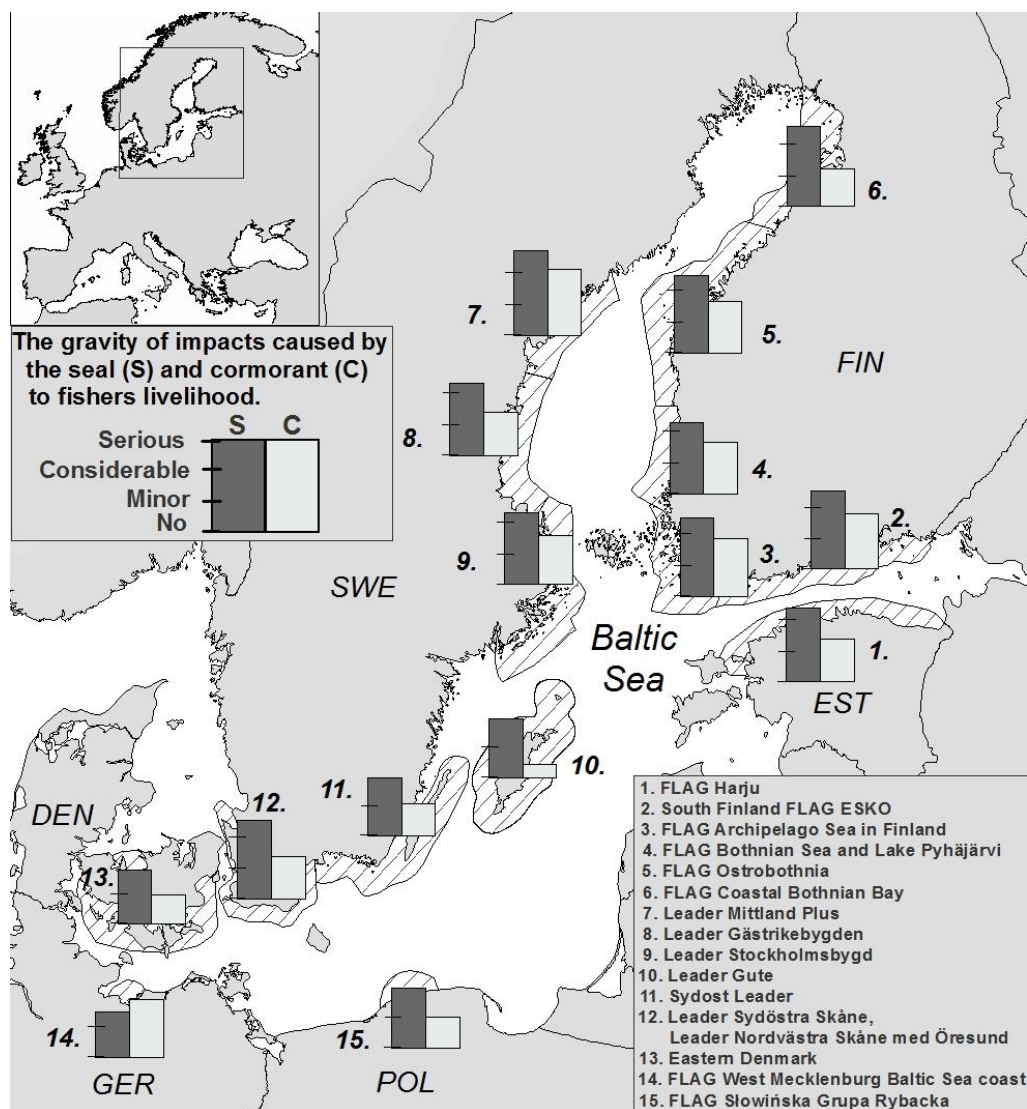 The gravity of impacts caused by
the seal (S) and cormorant (C)
to fishers livelihood.
S C
Serious
Considerable
Minor
No
6.
7.
5.
FIN
8.
4.
2.
9.
3.
SWE
Baltic
Sea
1.
EST
10.
11.
DEN
12.
13.
14.
GER
15.
POL
1. FLAG Harju
2. South Finland FLAG ESKO
3. FLAG Archipelago Sea in Finland
4. FLAG Bothnian Sea and Lake Pyhäjärvi
5. FLAG Ostrobothnia
6. FLAG Coastal Bothnian Bay
7. Leader Mittland Plus
8. Leader Gästrikebygden
9. Leader Stockholmsbygd
10. Leader Gute
11. Sydost Leader
12. Leader Sydöstra Skåne,
Leader Nordvästra Skåne med Öresund
13. Eastern Denmark
14. FLAG West Mecklenburg Baltic Sea coast
15. FLAG Słowińska Grupa Rybacka